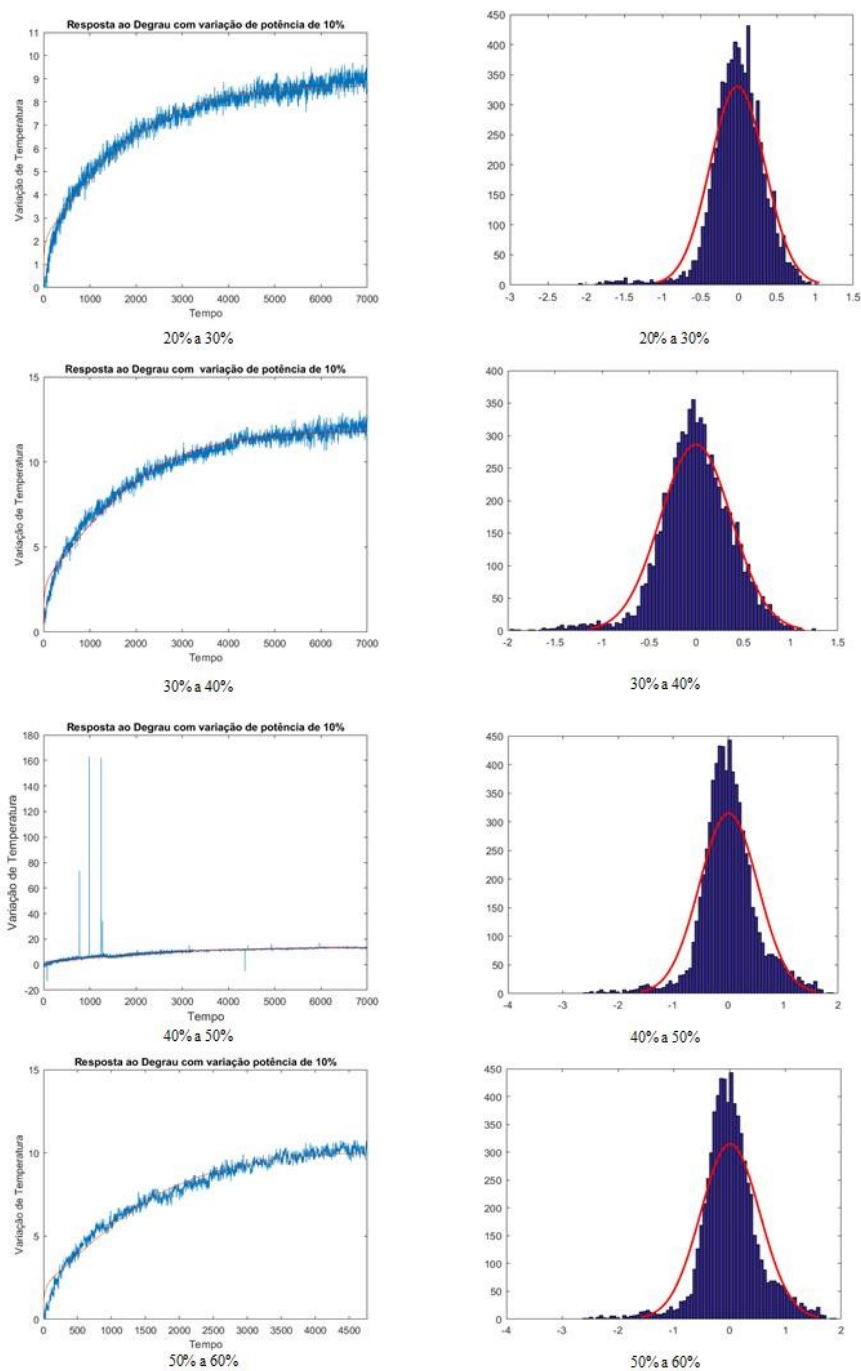 Resposta ao Degrau com variação de potência de 10%
Variação de Temperatura
11
10
9
8
7
6
5
4
3
2
1
0
0 1000 2000 3000 4000 5000 6000 7000
Tempo
20% a 30%
450
400
350
300
250
200
150
100
50
0
-3 -2.5 -2 -1.5 -1 -0.5 0 0.5 1 1.5
20% a 30%
Resposta ao Degrau com variação de potência de 10%
Variação de Temperatura
15
10
5
0
0 1000 2000 3000 4000 5000 6000 7000
Tempo
30% a 40%
400
350
300
250
200
150
100
50
0
-2 -1.5 -1 -0.5 0 0.5 1 1.5
30% a 40%
Resposta ao Degrau com variação de potência de 10%
Variação de Temperatura
180
160
140
120
100
80
60
40
20
0
-20
0 1000 2000 3000 4000 5000 6000 7000
Tempo
40% a 50%
450
400
350
300
250
200
150
100
50
0
-4 -3 -2 -1 0 1 2
40% a 50%
Resposta ao Degrau com variação potência de 10%
Variação de Temperatura
15
10
5
0
0 500 1000 1500 2000 2500 3000 3500 4000 4500
Tempo
50% a 60%
450
400
350
300
250
200
150
100
50
0
-4 -3 -2 -1 0 1 2
50% a 60%